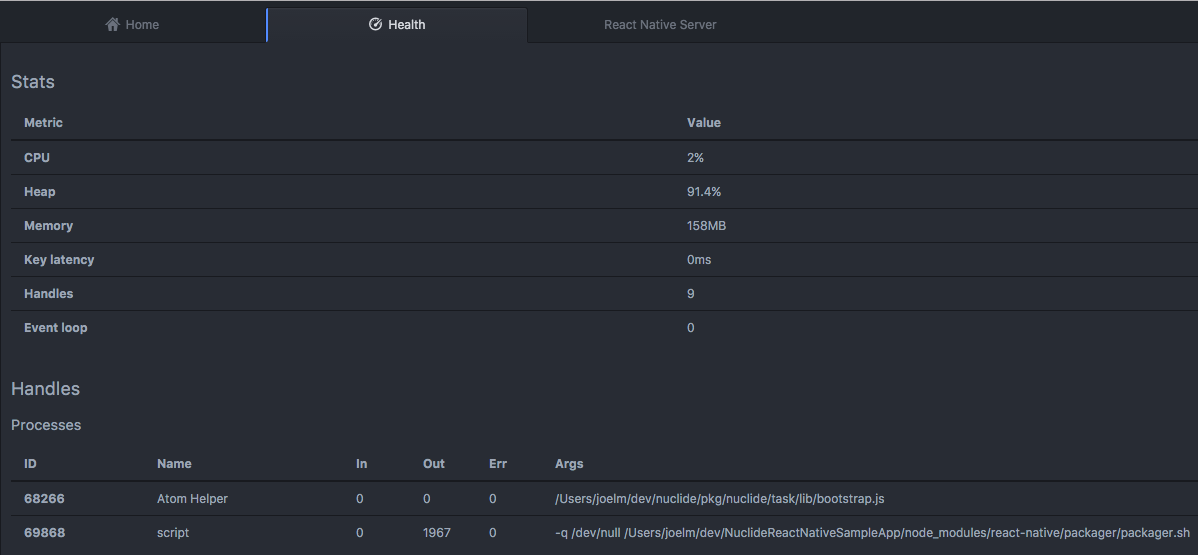 Home Health React Native Server
Stats
Metric Value
CPU 2%
Heap 91.4%
Memory 158MB
Key latency 0ms
Handles 9
Event loop 0
Handles
Processes
ID Name In Out Err Args
68266 Atom Helper 0 0 0 /Users/joelm/dev/nuclide/pkg/nuclide/task/lib/bootstrap.js
69868 script 0 1967 0 -q /dev/null /Users/joelm/dev/NuclideReactNativeSampleApp/node_modules/react-native/packager/packager.sh